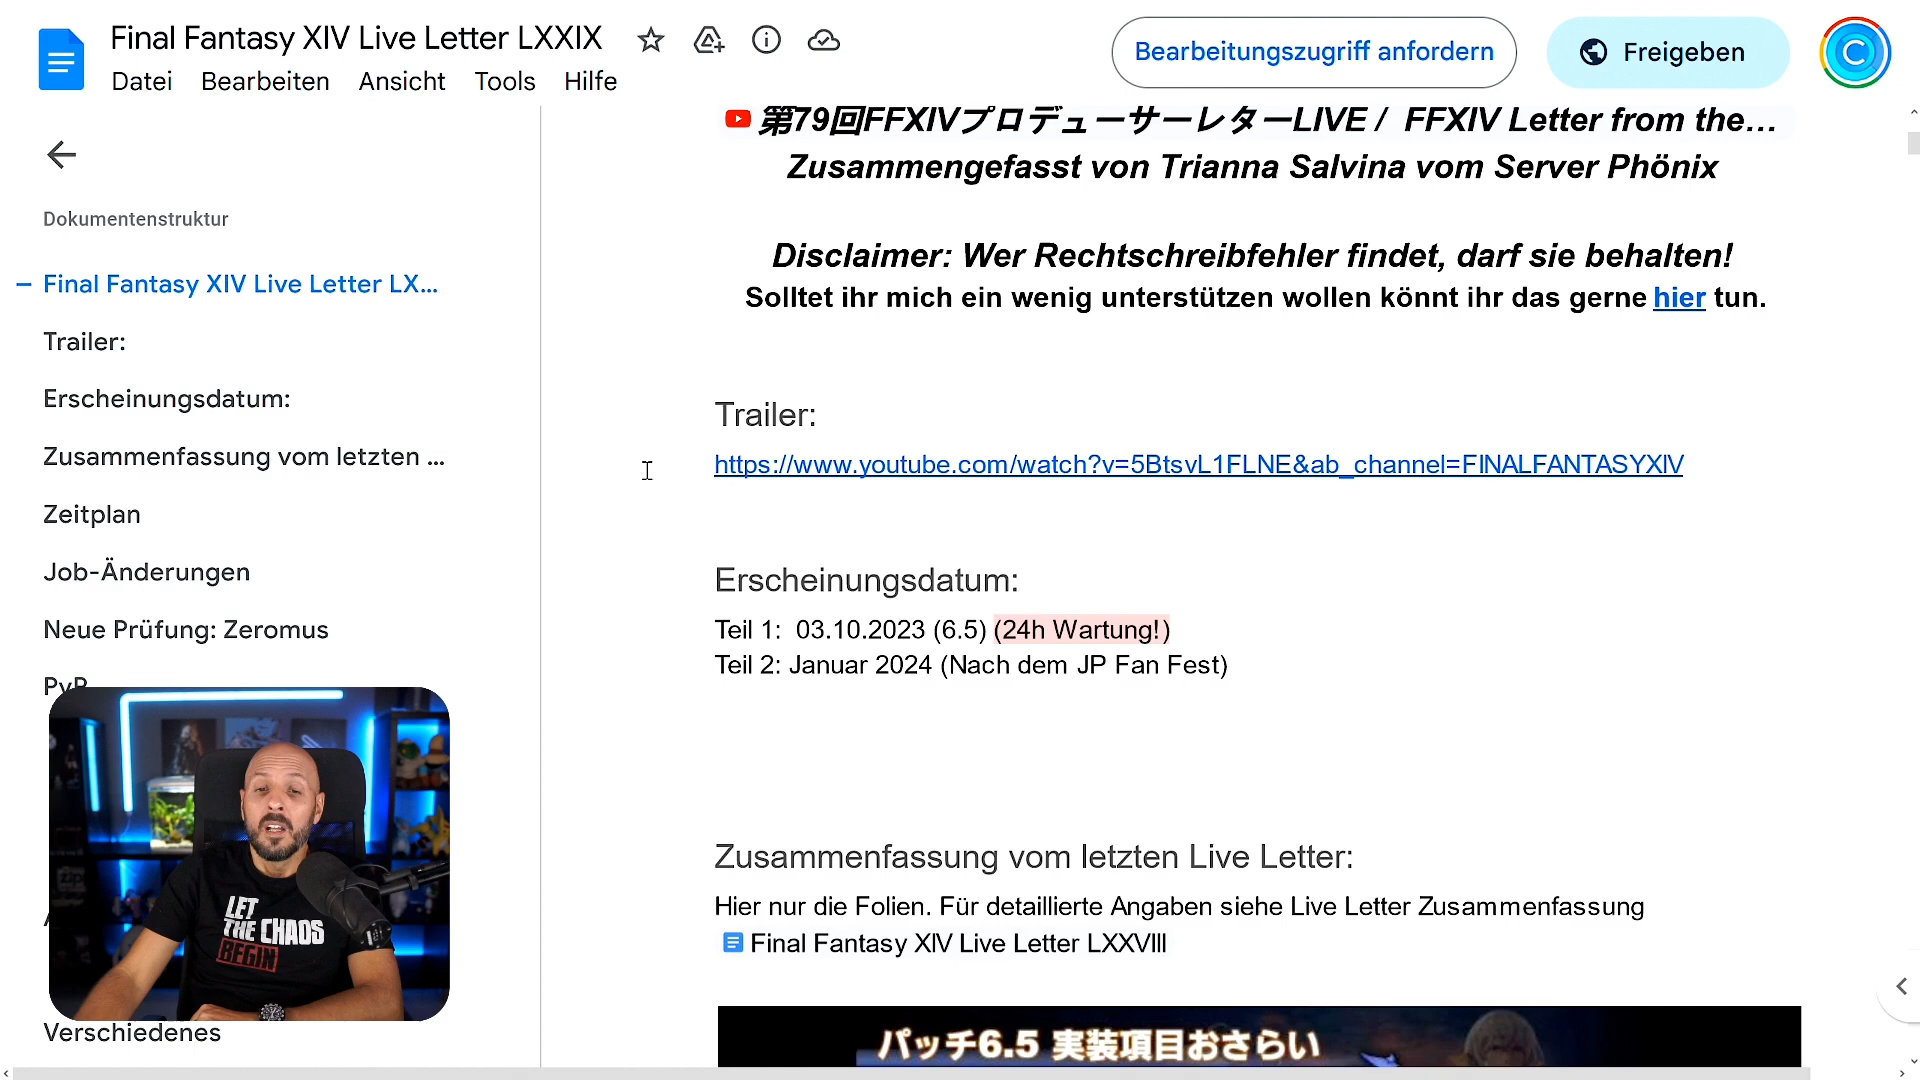 Final Fantasy XIV Live Letter LXXIX
Datei Bearbeiten Ansicht Tools Hilfe
Bearbeitungszugriff anfordern
Freigeben
C
Dokumentenstruktur
Final Fantasy XIV Live Letter LX...
Trailer:
Erscheinungsdatum:
Zusammenfassung vom letzten ...
Zeitplan
Job-Änderungen
Neue Prüfung: Zeromus
PvP
Verschiedenes
LET
THE CHAOS
BEGIN
第79回FFXIVプロデューサーレターLIVE / FFXIV Letter from the...
Zusammengefasst von Trianna Salvina vom Server Phönix
Disclaimer: Wer Rechtschreibfehler findet, darf sie behalten!
Solltet ihr mich ein wenig unterstützen wollen könnt ihr das gerne hier tun.
Trailer:
https://www.youtube.com/watch?v=5BtsvL1FLNE&ab_channel=FINALFANTASYXIV
Erscheinungsdatum:
Teil 1: 03.10.2023 (6.5) (24h Wartung!)
Teil 2: Januar 2024 (Nach dem JP Fan Fest)
Zusammenfassung vom letzten Live Letter:
Hier nur die Folien. Für detaillierte Angaben siehe Live Letter Zusammenfassung
Final Fantasy XIV Live Letter LXXVIII
パッチ6.5 実装項目おさらい